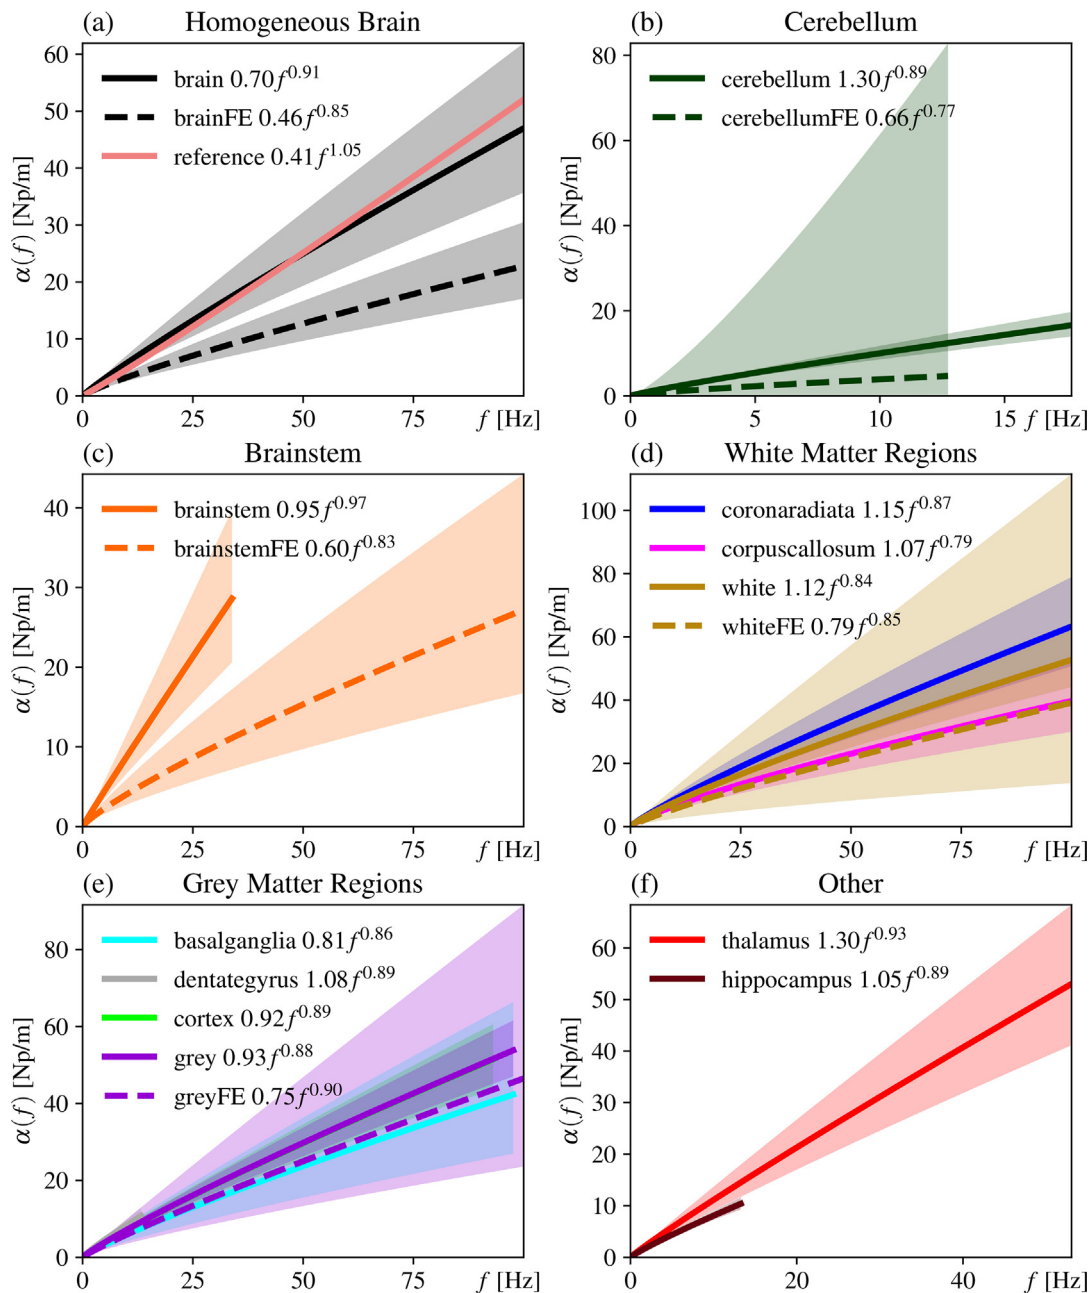 (a) Homogeneous Brain
60
50
40
30
20
10
0
α(f) [Np/m]
brain 0.70f^0.91
brainFE 0.46f^0.85
reference 0.41f^1.05
0 25 50 75 f [Hz]
(b) Cerebellum
80
60
40
20
0
α(f) [Np/m]
cerebellum 1.30f^0.89
cerebellumFE 0.66f^0.77
0 5 10 15 f [Hz]
(c) Brainstem
40
30
20
10
0
α(f) [Np/m]
brainstem 0.95f^0.97
brainstemFE 0.60f^0.83
0 25 50 75 f [Hz]
(d) White Matter Regions
100
80
60
40
20
0
α(f) [Np/m]
coronaradiata 1.15f^0.87
corpuscallosum 1.07f^0.79
white 1.12f^0.84
whiteFE 0.79f^0.85
0 25 50 75 f [Hz]
(e) Grey Matter Regions
80
60
40
20
0
α(f) [Np/m]
basalganglia 0.81f^0.86
dentategyrus 1.08f^0.89
cortex 0.92f^0.89
grey 0.93f^0.88
greyFE 0.75f^0.90
0 25 50 75 f [Hz]
(f) Other
60
50
40
30
20
10
0
α(f) [Np/m]
thalamus 1.30f^0.93
hippocampus 1.05f^0.89
0 20 40 f [Hz]